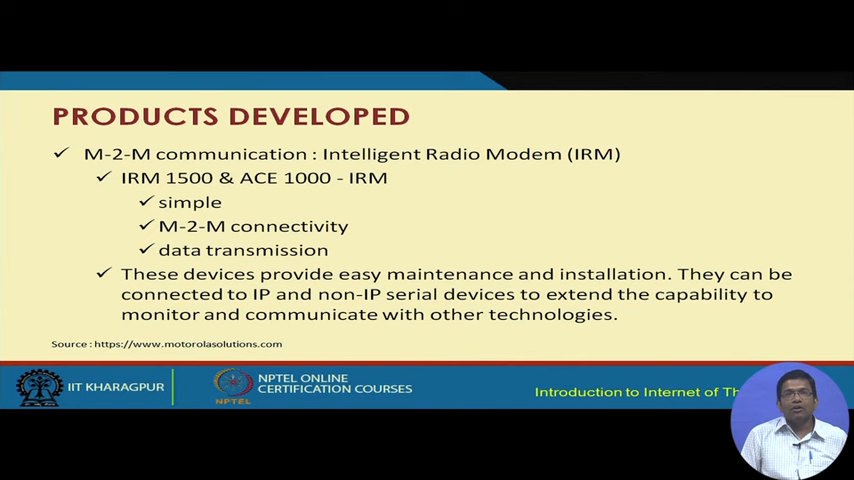 PRODUCTS DEVELOPED
✓ M-2-M communication : Intelligent Radio Modem (IRM)
✓ IRM 1500 & ACE 1000 - IRM
✓ simple
✓ M-2-M connectivity
✓ data transmission
✓ These devices provide easy maintenance and installation. They can be
connected to IP and non-IP serial devices to extend the capability to
monitor and communicate with other technologies.
Source : https://www.motorolasolutions.com
IIT KHARAGPUR
NPTEL
NPTEL ONLINE
CERTIFICATION COURSES
Introduction to Internet of